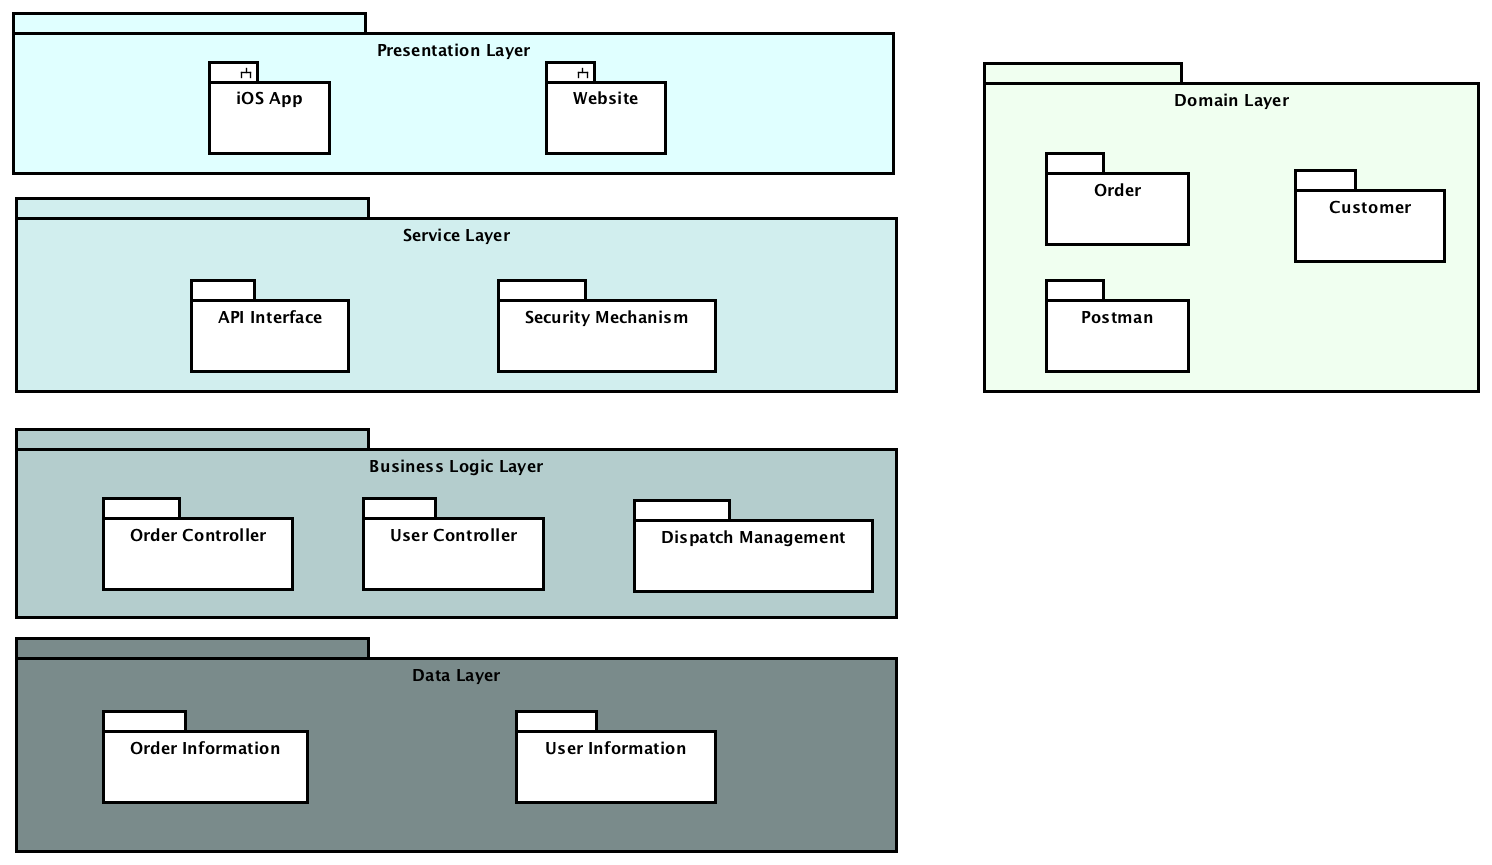 Presentation Layer
iOS App
Website
Service Layer
API Interface
Security Mechanism
Business Logic Layer
Order Controller
User Controller
Dispatch Management
Data Layer
Order Information
User Information
Domain Layer
Order
Customer
Postman